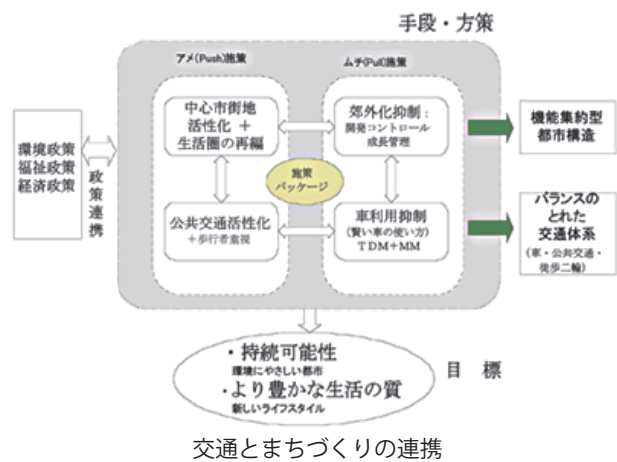 手段・方策
アメ(Push)施策
ムチ(Pull)施策
中心市街地
活性化 ＋
生活圏の再編
郊外化抑制：
開発コントロール
成長管理
機能集約型
都市構造
環境政策
福祉政策
経済政策
政策連携
施策
パッケージ
公共交通活性化
＋歩行者重視
車利用抑制
(賢い車の使い方)
TDM+MM
バランスの
とれた
交通体系
(車・公共交通・
徒歩二輪)
・持続可能性
環境にやさしい都市
・より豊かな生活の質
新しいライフスタイル
目 標
交通とまちづくりの連携